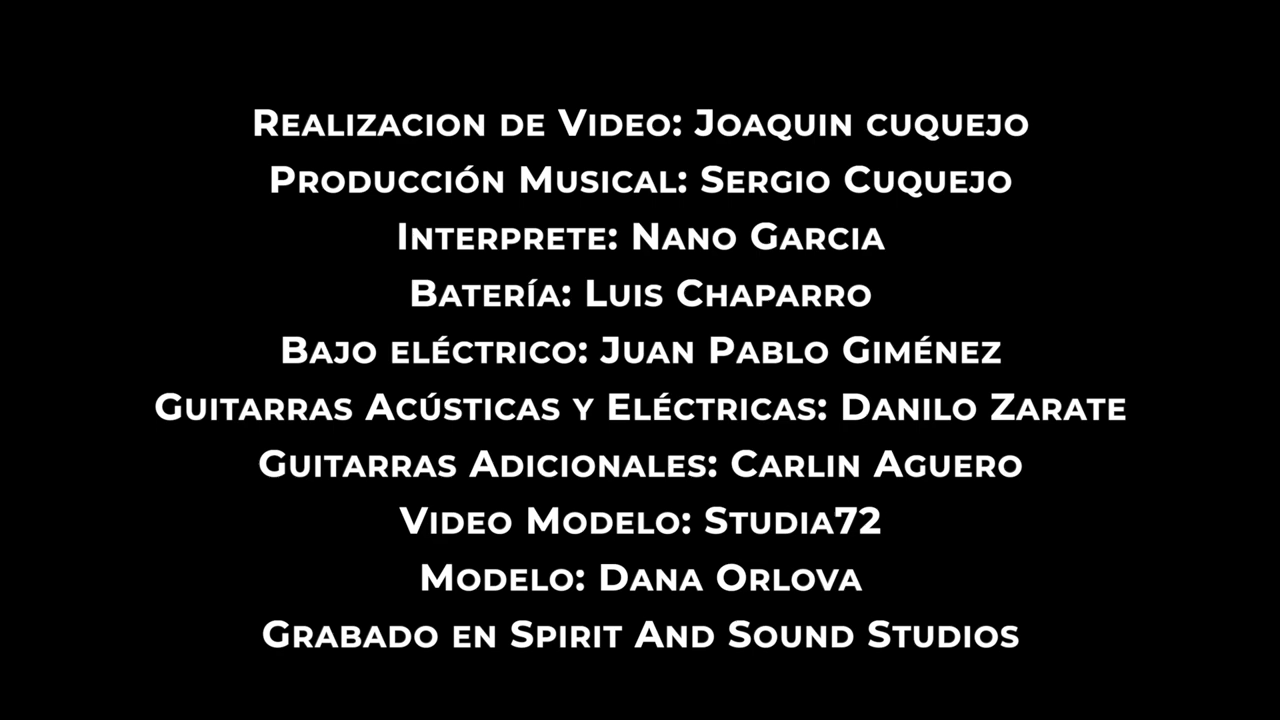 Realizacion de Video: Joaquin cuquejo
Producción Musical: Sergio Cuquejo
Interprete: Nano Garcia
Batería: Luis Chaparro
Bajo eléctrico: Juan Pablo Giménez
Guitarras Acústicas y Eléctricas: Danilo Zarate
Guitarras Adicionales: Carlin Aguero
Video Modelo: Studia72
Modelo: Dana Orlova
Grabado en Spirit And Sound Studios